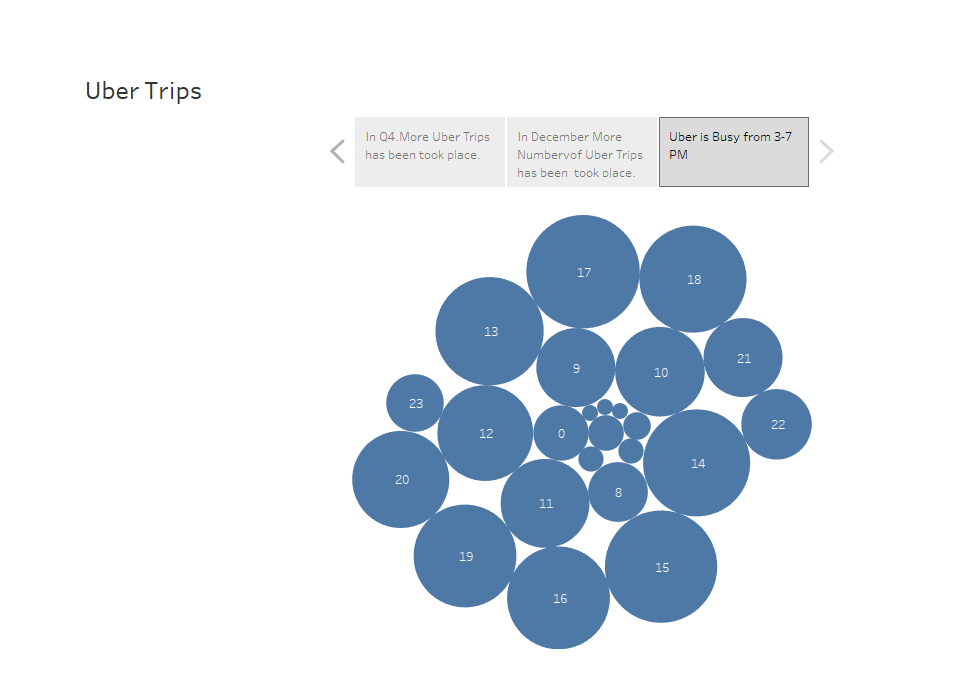 Uber Trips
In Q4.More Uber Trips
has been took place.
In December More
Numbervof Uber Trips
has been  took place.
Uber is Busy from 3-7
PM
17
18
13
9
10
21
23
12
0
22
20
14
8
11
19
15
16